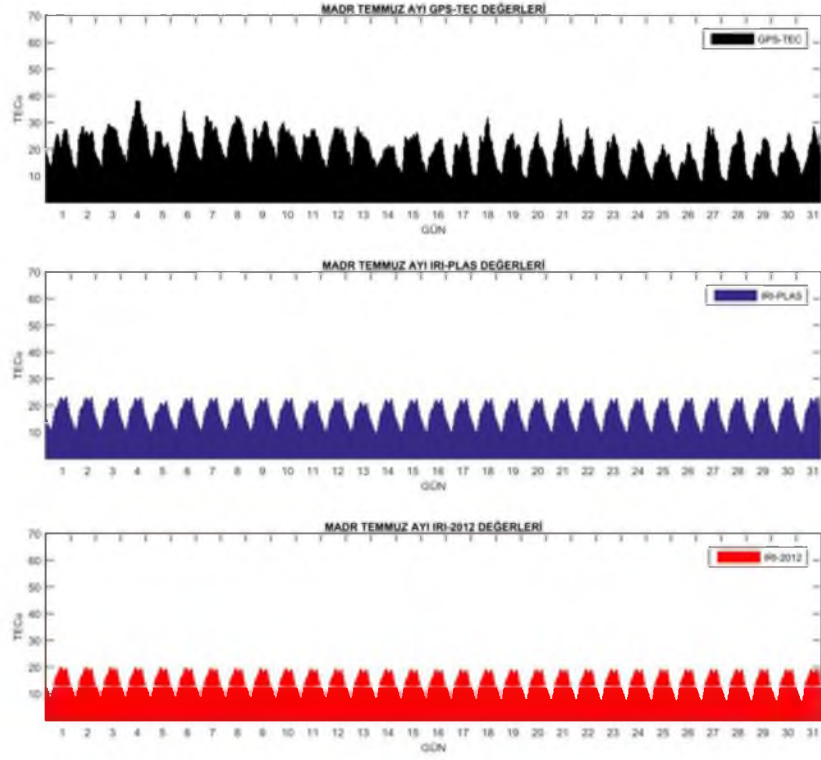 MADR TEMMUZ AYI GPS-TEC DEĞERLERİ
70
60
50
40
30
20
10
TECu
GPS-TEC
1 2 3 4 5 6 7 8 9 10 11 12 13 14 15 16 17 18 19 20 21 22 23 24 25 26 27 28 29 30 31
GÜN
MADR TEMMUZ AYI IRI-PLAS DEĞERLERİ
70
60
50
40
30
20
10
TECu
IRI-PLAS
1 2 3 4 5 6 7 8 9 10 11 12 13 14 15 16 17 18 19 20 21 22 23 24 25 26 27 28 29 30 31
GÜN
MADR TEMMUZ AYI IRI-2012 DEĞERLERİ
70
60
50
40
30
20
10
TECu
IRI-2012
1 2 3 4 5 6 7 8 9 10 11 12 13 14 15 16 17 18 19 20 21 22 23 24 25 26 27 28 29 30 31
GÜN